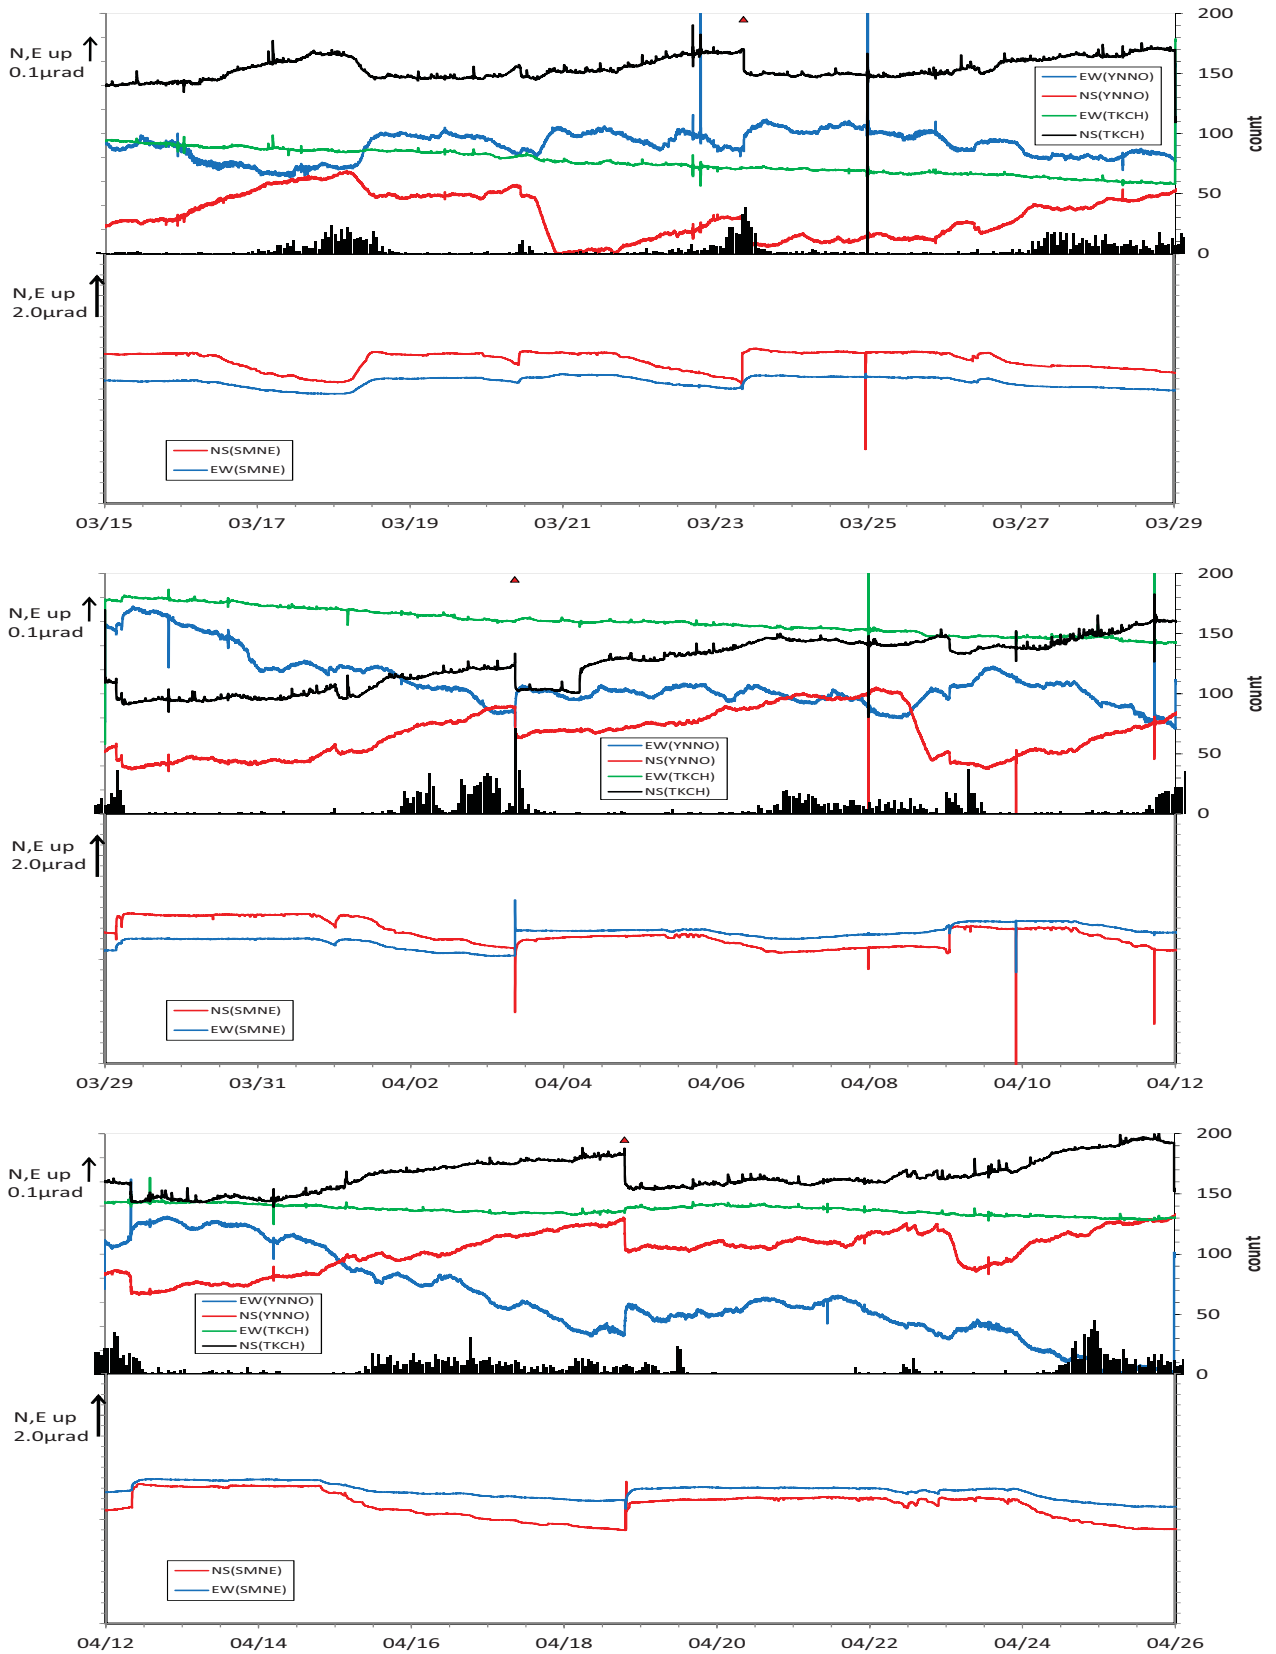 200
N,E up
0.1µrad
150
EW(YNNO)
NS(YNNO)
EW(TKCH)
NS(TKCH)
100
count
50
0
N,E up
2.0µrad
NS(SMNE)
EW(SMNE)
03/15 03/17 03/19 03/21 03/23 03/25 03/27 03/29
200
N,E up
0.1µrad
150
100
count
EW(YNNO)
NS(YNNO)
EW(TKCH)
NS(TKCH)
50
0
N,E up
2.0µrad
NS(SMNE)
EW(SMNE)
03/29 03/31 04/02 04/04 04/06 04/08 04/10 04/12
200
N,E up
0.1µrad
150
100
count
EW(YNNO)
NS(YNNO)
EW(TKCH)
NS(TKCH)
50
0
N,E up
2.0µrad
NS(SMNE)
EW(SMNE)
04/12 04/14 04/16 04/18 04/20 04/22 04/24 04/26